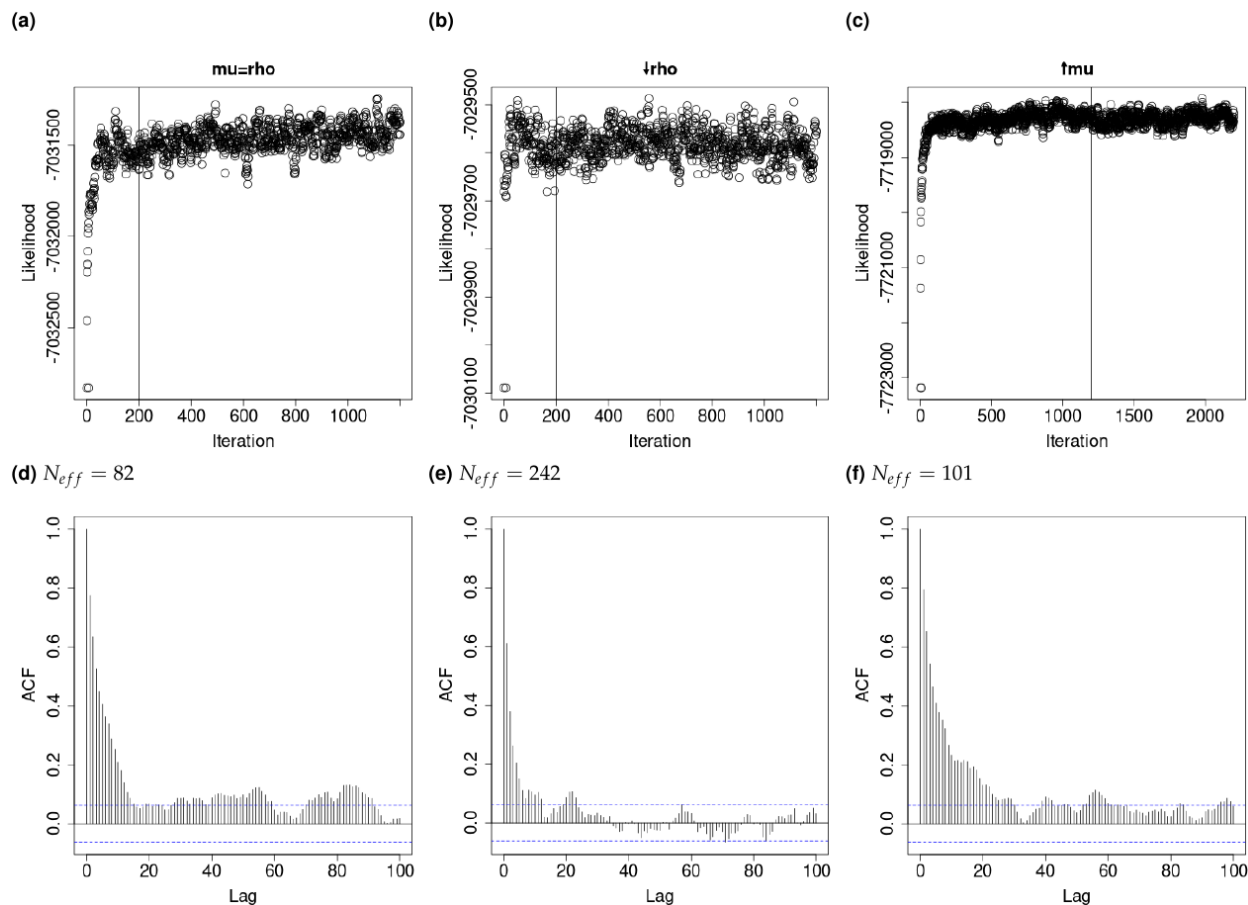 (a)
mu=rho
Likelihood
-7031500
-7032000
-7032500
0 200 400 600 800 1000
Iteration
(b)
↓rho
Likelihood
-7029500
-7029700
-7029900
-7030100
0 200 400 600 800 1000
Iteration
(c)
↑mu
Likelihood
-7719000
-7721000
-7723000
0 500 1000 1500 2000
Iteration
(d) N_eff = 82
ACF
1.0
0.8
0.6
0.4
0.2
0.0
0 20 40 60 80 100
Lag
(e) N_eff = 242
ACF
1.0
0.8
0.6
0.4
0.2
0.0
0 20 40 60 80 100
Lag
(f) N_eff = 101
ACF
1.0
0.8
0.6
0.4
0.2
0.0
0 20 40 60 80 100
Lag